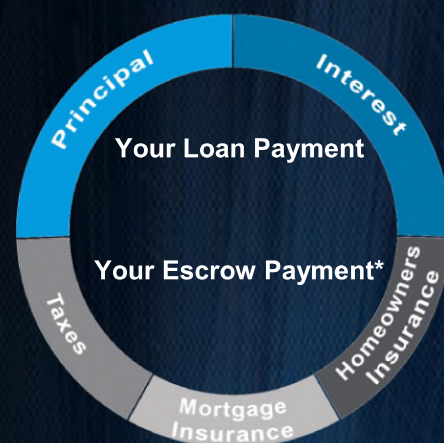 Principal
Interest
Your Loan Payment
Your Escrow Payment*
Taxes
Homeowners
Insurance
Mortgage
Insurance